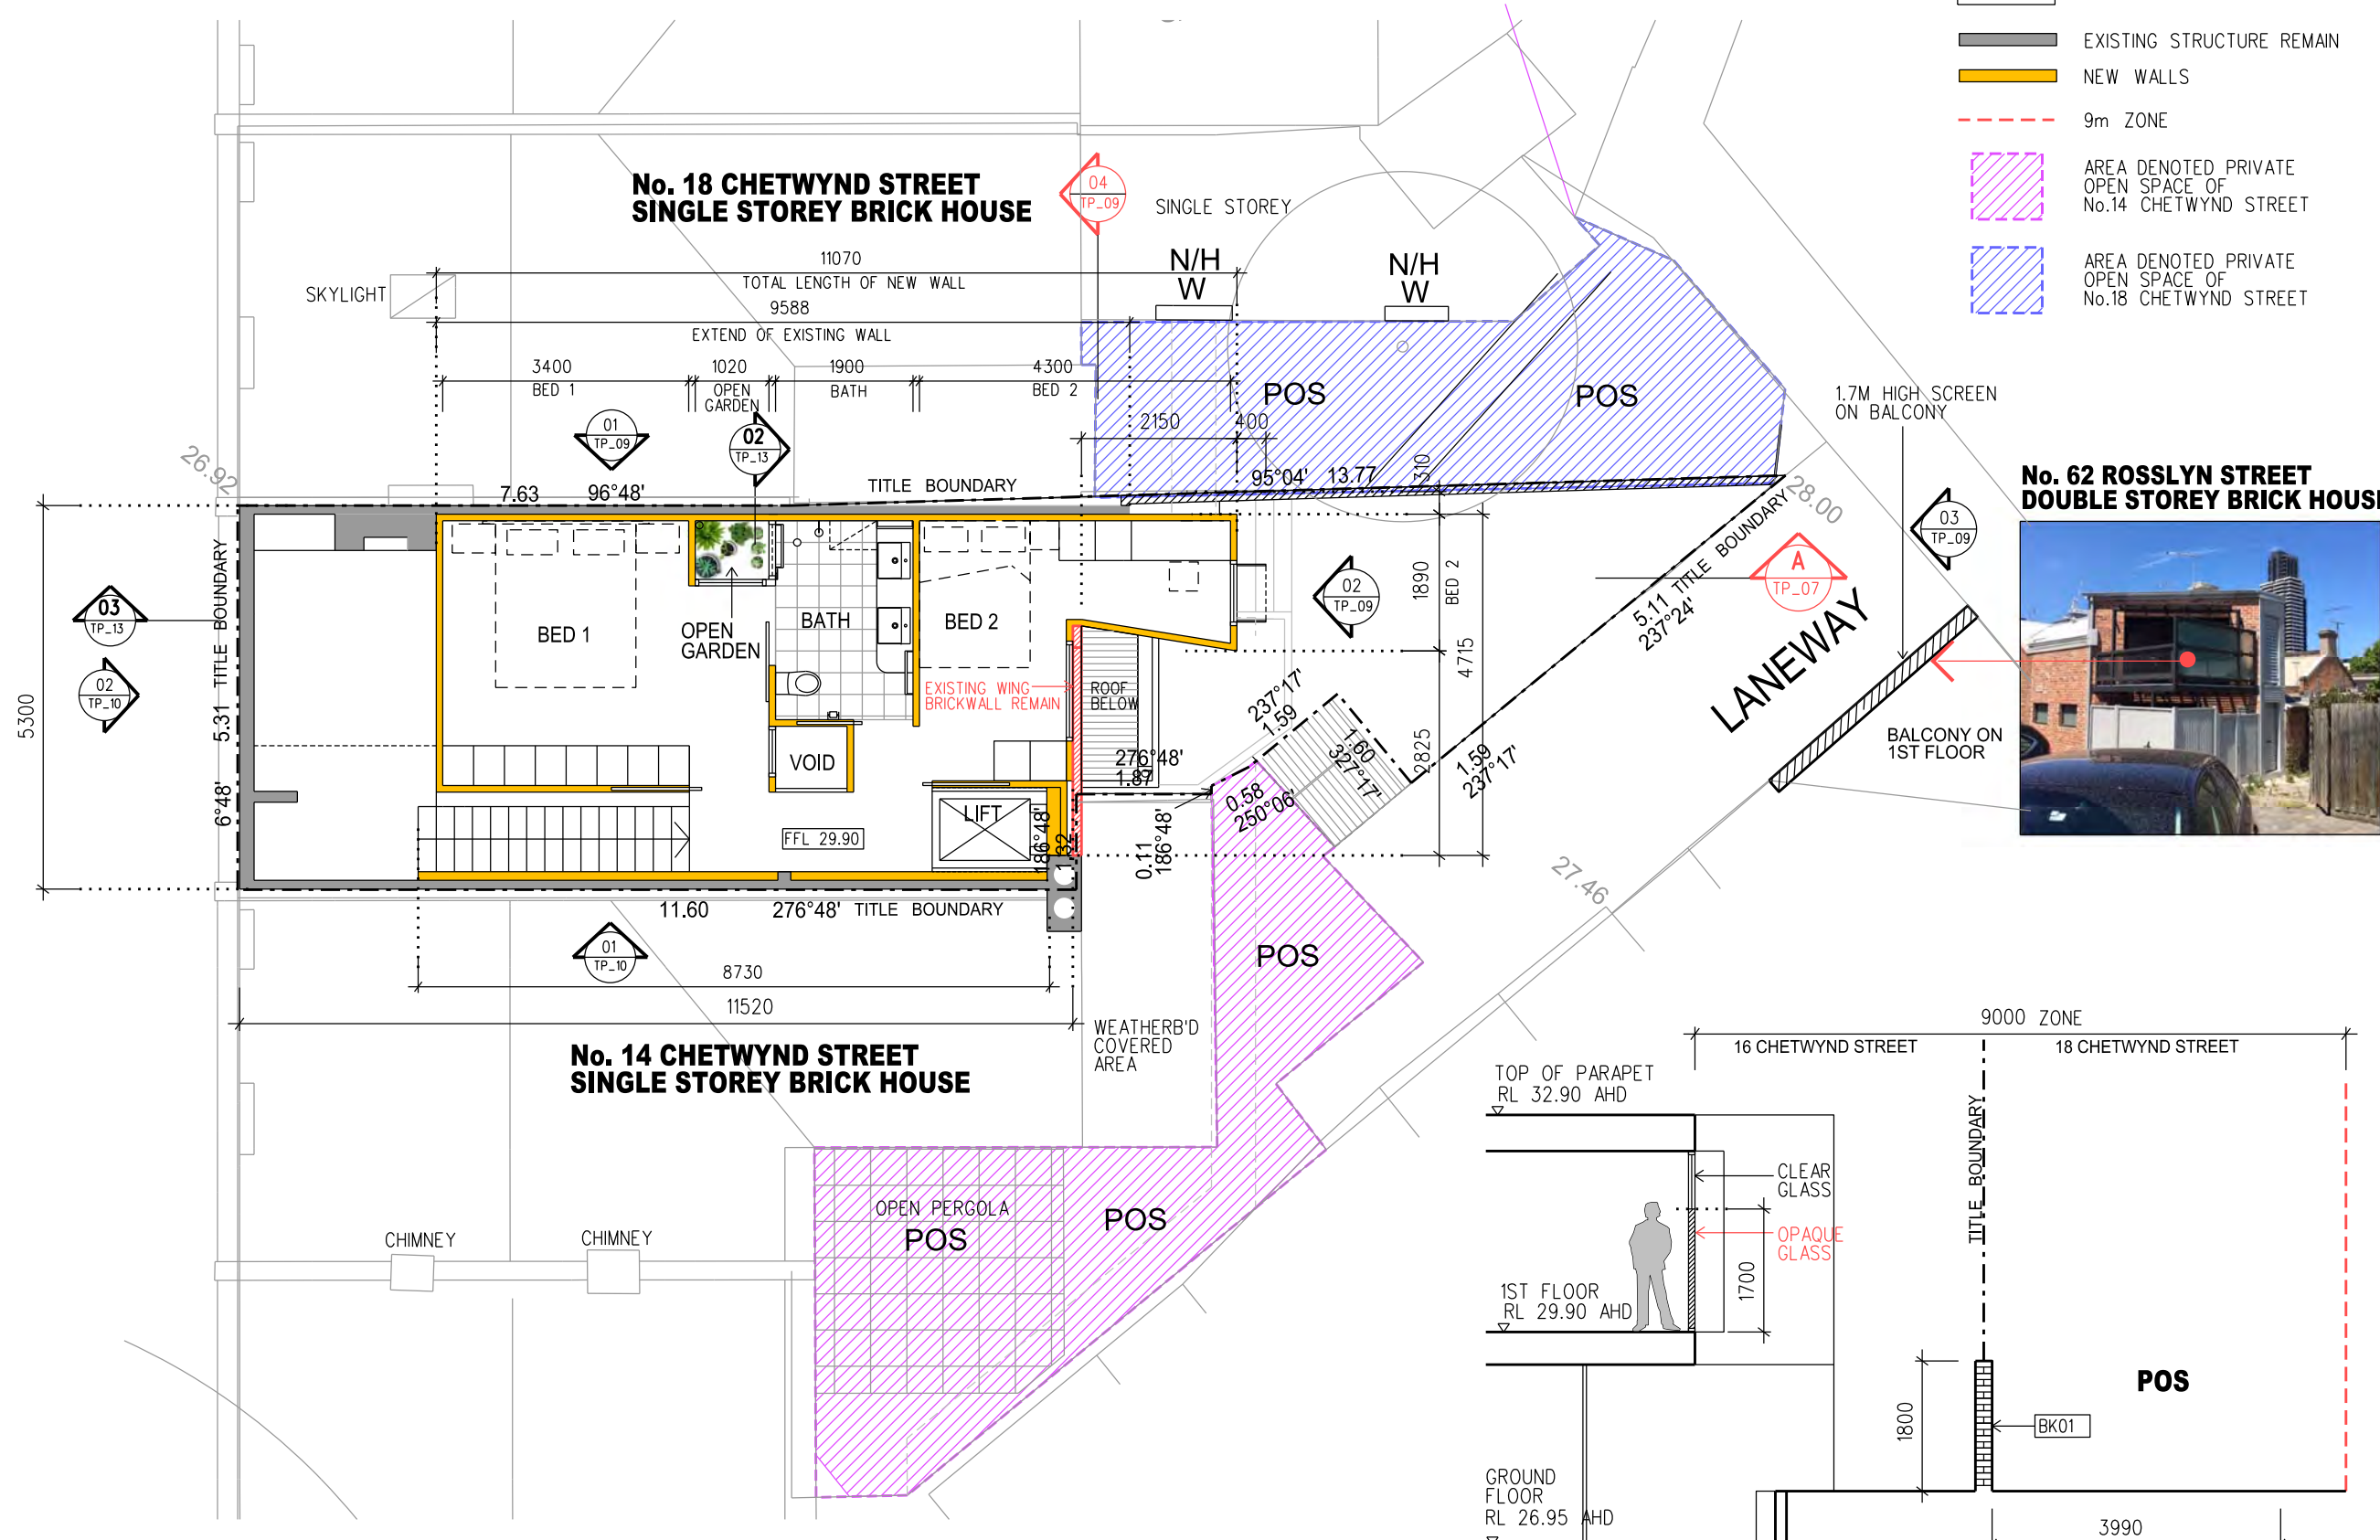 EXISTING STRUCTURE REMAIN
NEW WALLS
9m ZONE
AREA DENOTED PRIVATE
OPEN SPACE OF
No.14 CHETWYND STREET
AREA DENOTED PRIVATE
OPEN SPACE OF
No.18 CHETWYND STREET
No. 18 CHETWYND STREET
SINGLE STOREY BRICK HOUSE
04
TP_09
SINGLE STOREY
N/H
W
N/H
W
SKYLIGHT
11070
TOTAL LENGTH OF NEW WALL
9588
EXTEND OF EXISTING WALL
3400
BED 1
1020
OPEN
GARDEN
1900
BATH
4300
BED 2
POS
POS
2150
400
1.7M HIGH SCREEN
ON BALCONY
01
TP_09
02
TP_13
26.92
7.63
96°48'
TITLE BOUNDARY
95°04'
13.77
310
28.00
No. 62 ROSSLYN STREET
DOUBLE STOREY BRICK HOUSE
03
TP_09
A
TP_07
5.11 TITLE BOUNDARY
237°24'
LANEWAY
BALCONY ON
1ST FLOOR
03
TP_13
02
TP_10
5300
6°48'
5.31
TITLE BOUNDARY
BED 1
OPEN
GARDEN
BATH
BED 2
02
TP_09
1890
BED 2
4715
2825
EXISTING WING
BRICKWALL REMAIN
ROOF
BELOW
VOID
LIFT
FFL 29.90
186°48'
1.32
276°48'
1.87
237°17'
1.59
1.60
327°17'
1.59
237°17'
0.58
250°06'
0.11
186°48'
27.46
11.60
276°48'
TITLE BOUNDARY
01
TP_10
8730
11520
POS
WEATHERB'D
COVERED
AREA
No. 14 CHETWYND STREET
SINGLE STOREY BRICK HOUSE
CHIMNEY
CHIMNEY
OPEN PERGOLA
POS
POS
9000 ZONE
16 CHETWYND STREET
18 CHETWYND STREET
TOP OF PARAPET
RL 32.90 AHD
TITLE BOUNDARY
CLEAR
GLASS
OPAQUE
GLASS
1700
1ST FLOOR
RL 29.90 AHD
1800
POS
BK01
GROUND
FLOOR
RL 26.95 AHD
3990